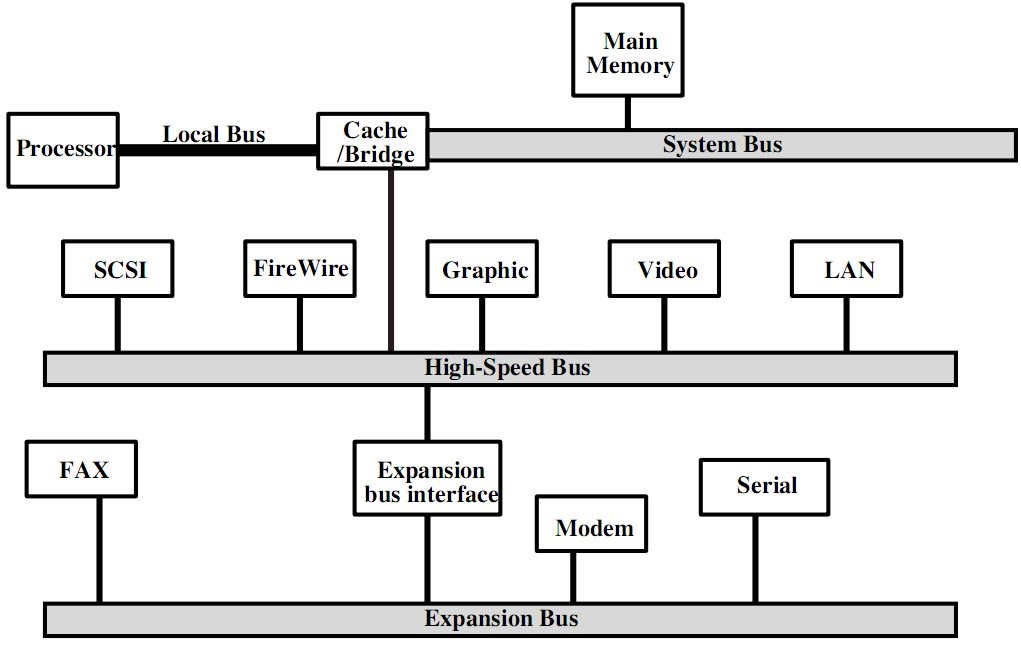 Main
Memory
Processor
Local Bus
Cache
/Bridge
System Bus
SCSI
FireWire
Graphic
Video
LAN
High-Speed Bus
FAX
Expansion
bus interface
Modem
Serial
Expansion Bus